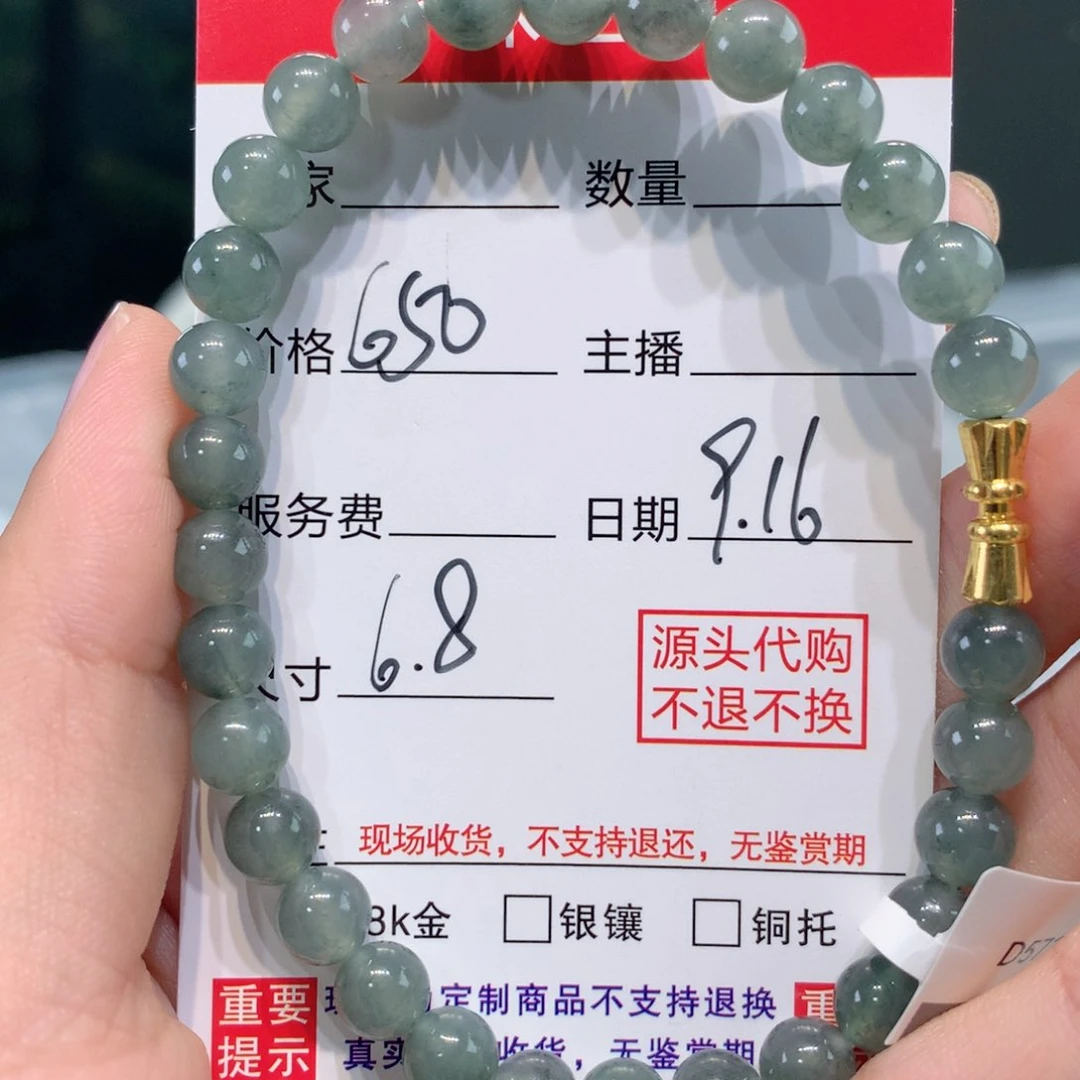 家 数量
价格 650 主播
服务费 日期 9.16
6.8
尺寸
源头代购
不退不换
现场收货，不支持退还，无鉴赏期
8k金 银镶 铜托
重要 定制商品不支持退换 重
提示 真实 收货，无鉴赏期
D57